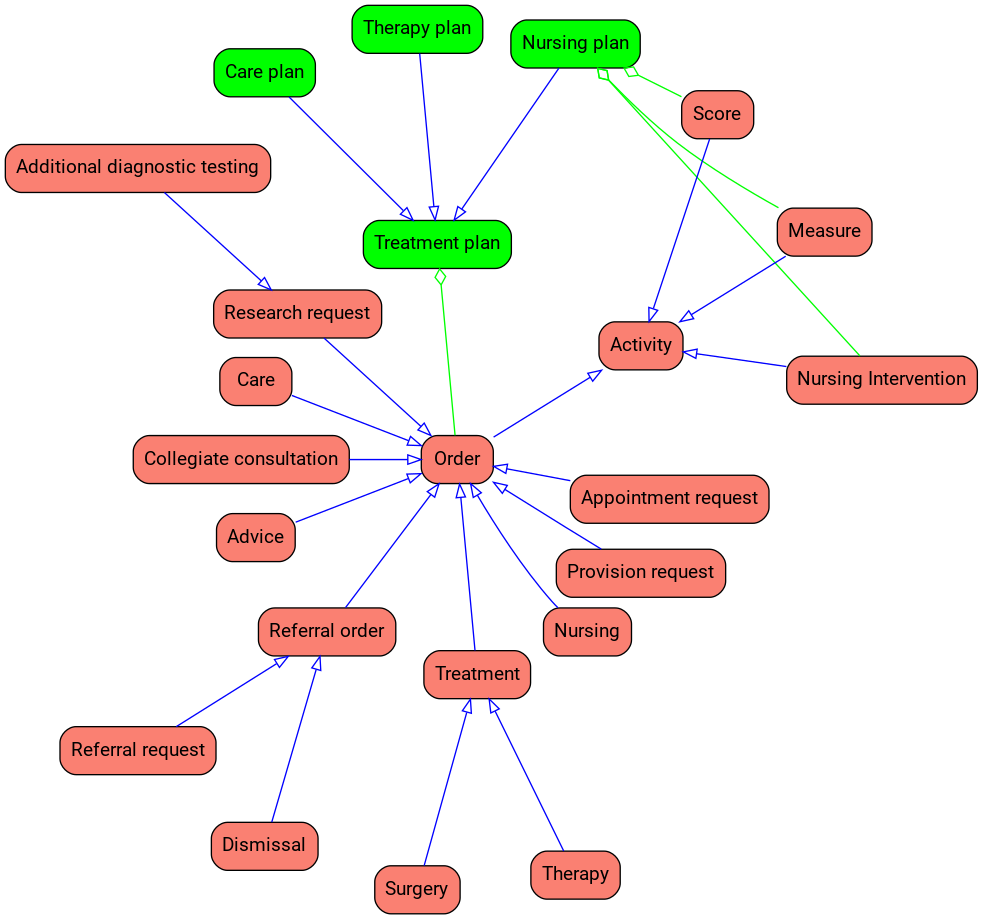 Therapy plan
Nursing plan
Care plan
Score
Additional diagnostic testing
Measure
Treatment plan
Research request
Activity
Care
Nursing Intervention
Collegiate consultation
Order
Appointment request
Advice
Provision request
Referral order
Nursing
Treatment
Referral request
Dismissal
Therapy
Surgery